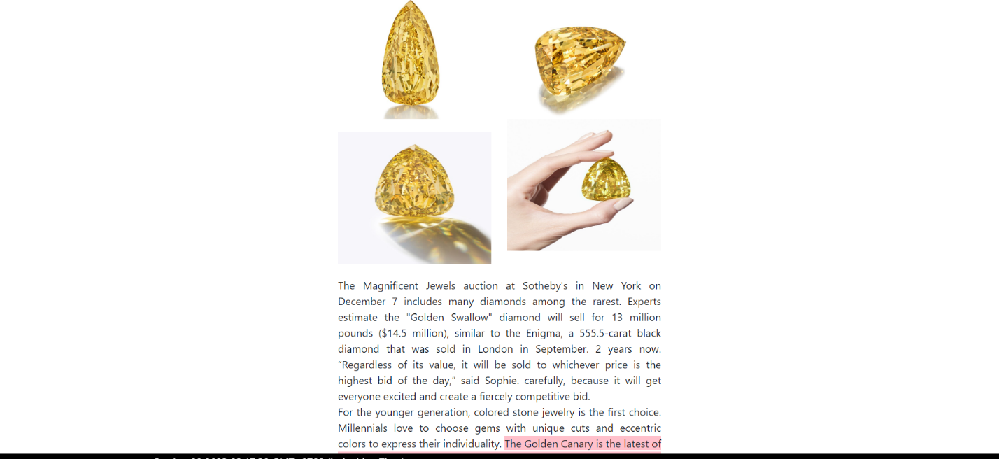 The Magnificent Jewels auction at Sotheby's in New York on
December 7 includes many diamonds among the rarest. Experts
estimate the "Golden Swallow" diamond will sell for 13 million
pounds ($14.5 million), similar to the Enigma, a 555.5-carat black
diamond that was sold in London in September. 2 years now.
“Regardless of its value, it will be sold to whichever price is the
highest bid of the day,” said Sophie. carefully, because it will get
everyone excited and create a fiercely competitive bid.
For the younger generation, colored stone jewelry is the first choice.
Millennials love to choose gems with unique cuts and eccentric
colors to express their individuality. The Golden Canary is the latest of